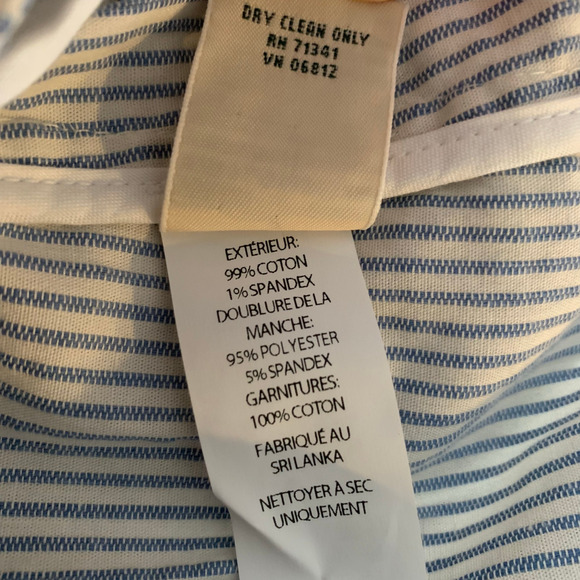 DRY CLEAN ONLY
RN 71341
VN 06812
EXTÉRIEUR:
99% COTON
1% SPANDEX
DOUBLURE DE LA
MANCHE:
95% POLYESTER
5% SPANDEX
GARNITURES:
100% COTON
FABRIQUÉ AU
SRI LANKA
NETTOYER À SEC
UNIQUEMENT